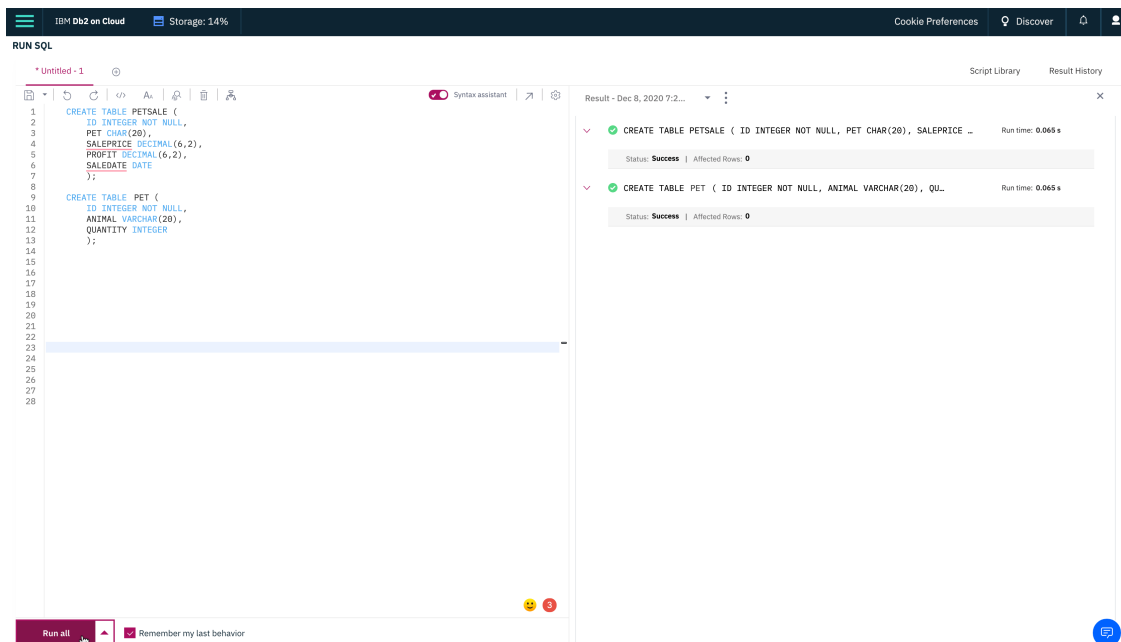 IBM Db2 on Cloud
Storage: 14%
Cookie Preferences
Discover
RUN SQL
* Untitled - 1
Script Library
Result History
Syntax assistant
Result - Dec 8, 2020 7:2...
1 CREATE TABLE PETSALE (
2 ID INTEGER NOT NULL,
3 PET CHAR(20),
4 SALEPRICE DECIMAL(6,2),
5 PROFIT DECIMAL(6,2),
6 SALEDATE DATE
7 );
8
9 CREATE TABLE PET (
10 ID INTEGER NOT NULL,
11 ANIMAL VARCHAR(20),
12 QUANTITY INTEGER
13 );
14
15
16
17
18
19
20
21
22
23
24
25
26
27
28
CREATE TABLE PETSALE ( ID INTEGER NOT NULL, PET CHAR(20), SALEPRICE …
Run time: 0.065 s
Status: Success | Affected Rows: 0
CREATE TABLE PET ( ID INTEGER NOT NULL, ANIMAL VARCHAR(20), QU…
Run time: 0.065 s
Status: Success | Affected Rows: 0
3
Run all
Remember my last behavior